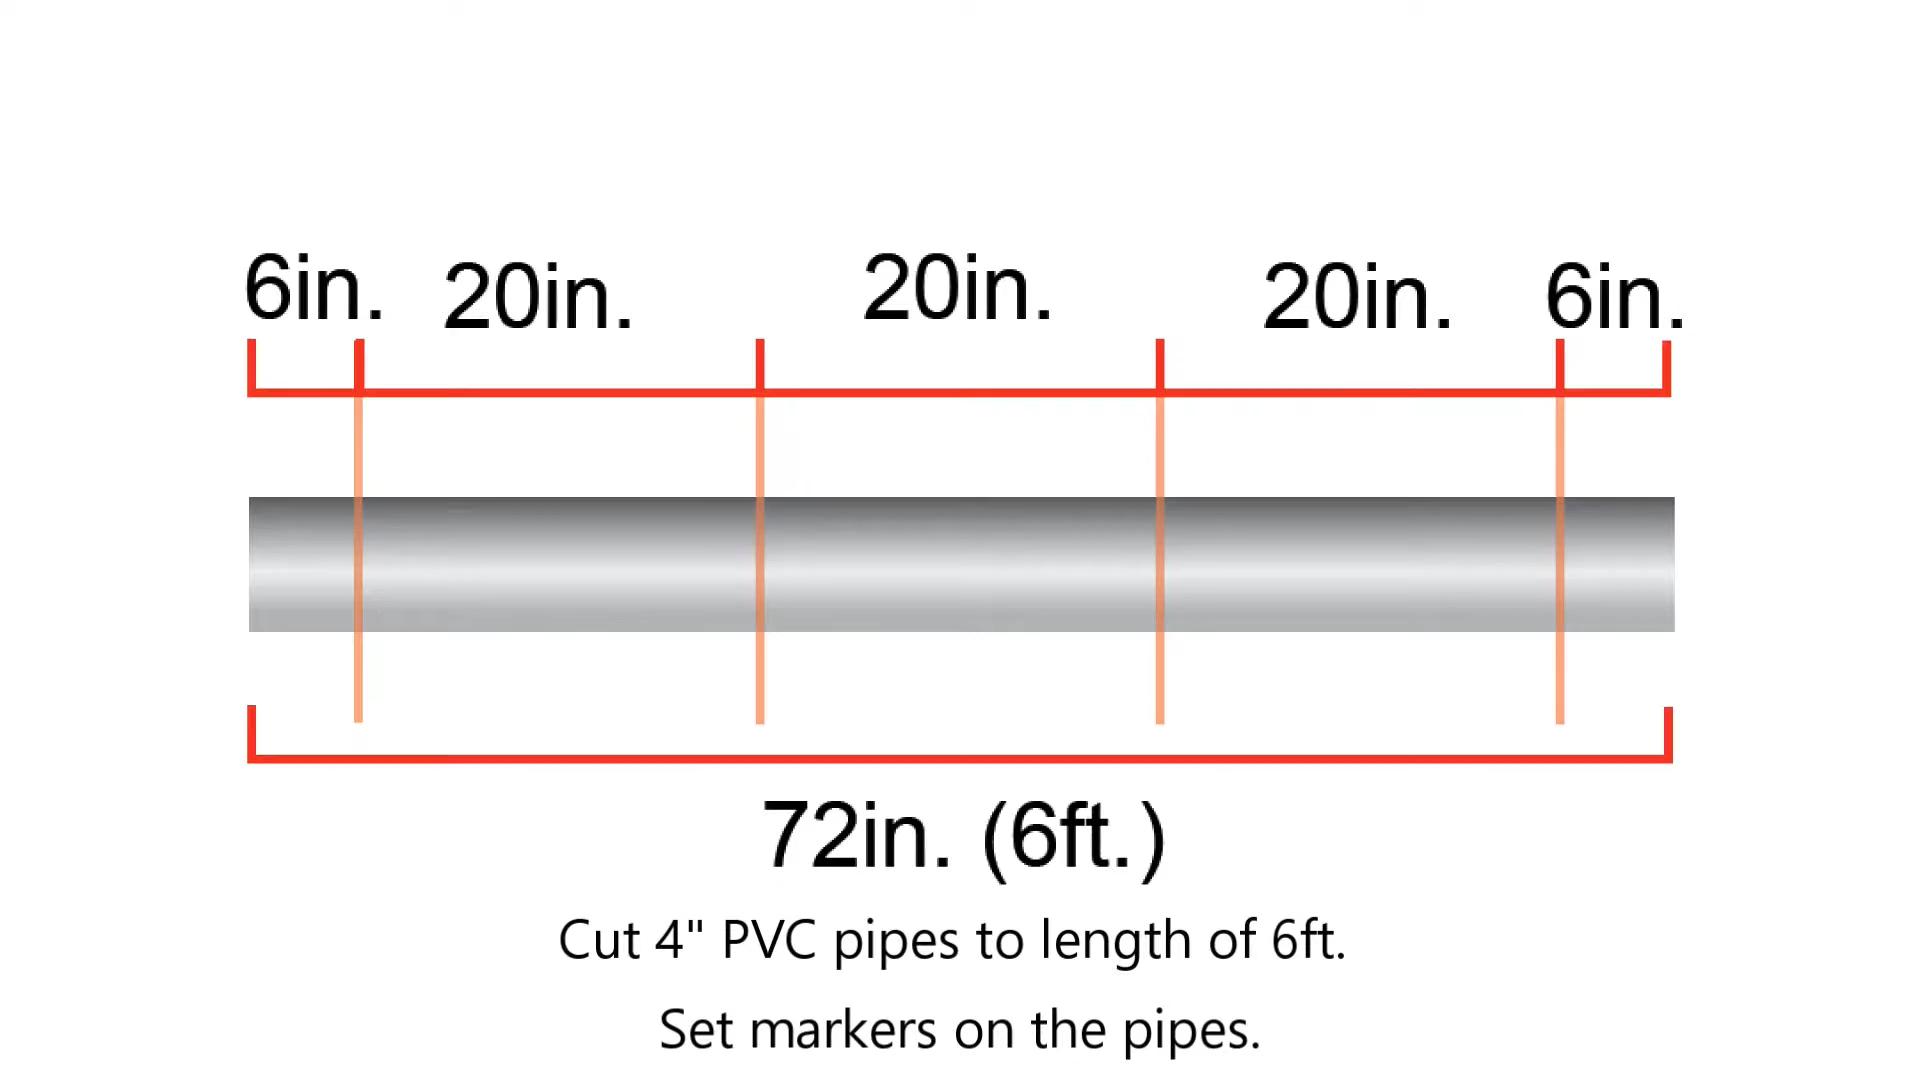 6in. 20in. 20in. 20in. 6in.
72in. (6ft.)
Cut 4" PVC pipes to length of 6ft.
Set markers on the pipes.